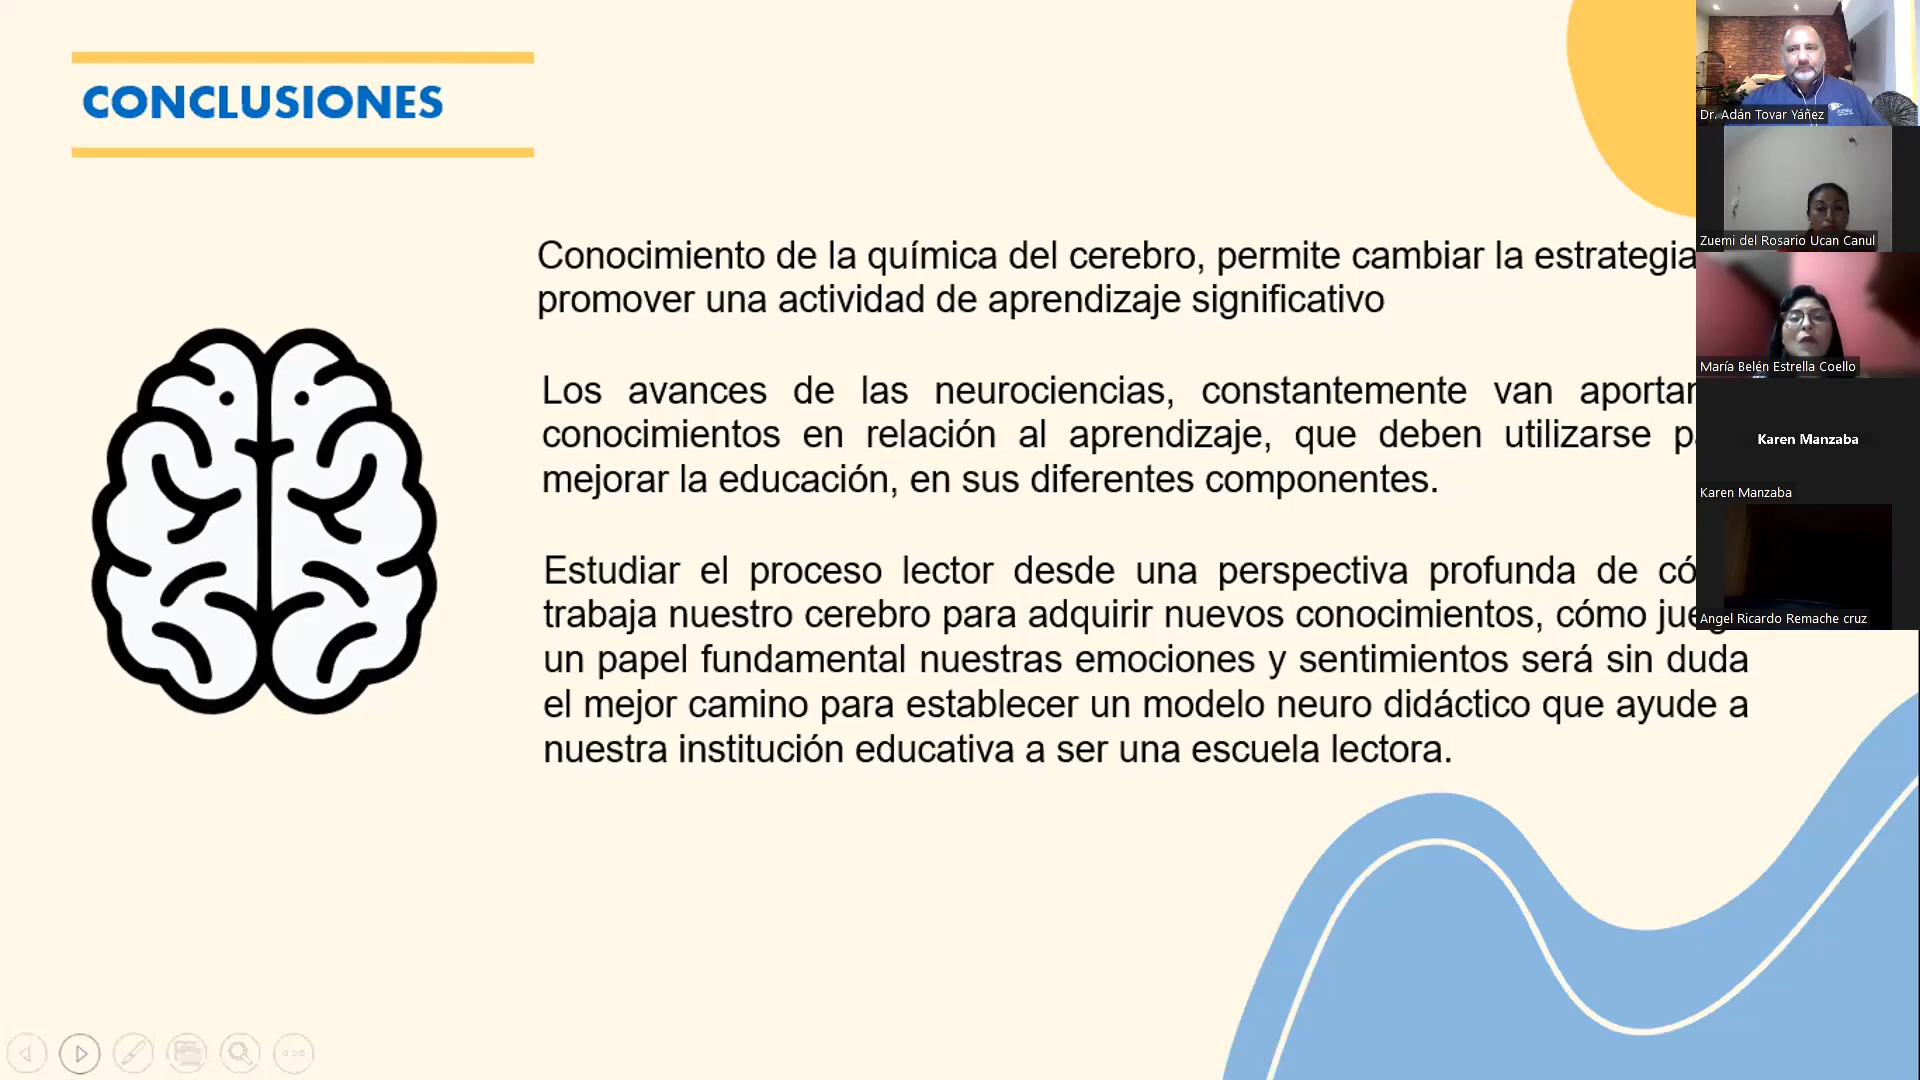 CONCLUSIONES
Conocimiento de la química del cerebro, permite cambiar la estrategia
promover una actividad de aprendizaje significativo
Los avances de las neurociencias, constantemente van
conocimientos en relación al aprendizaje, que deben utilizarse
mejorar la educación, en sus diferentes componentes.
Estudiar el proceso lector desde una perspectiva profunda de
trabaja nuestro cerebro para adquirir nuevos conocimientos, cómo
un papel fundamental nuestras emociones y sentimientos será sin duda
el mejor camino para establecer un modelo neuro didáctico que ayude a
nuestra institución educativa a ser una escuela lectora.
Dr. Adán Tovar Yáñez
Zuemi del Rosario Ucan Canul
María Belén Estrella Coello
Karen Manzaba
Karen Manzaba
Angel Ricardo Remache cruz